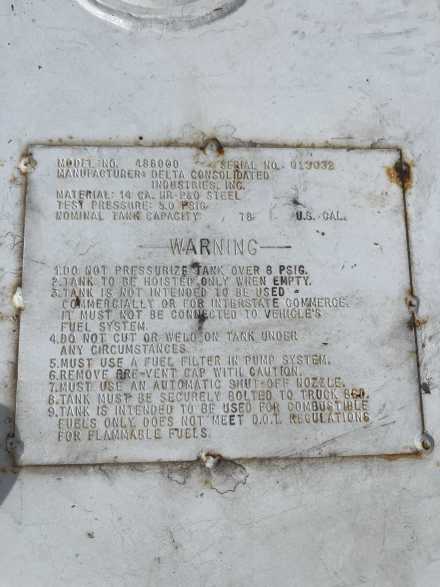 MODEL NO. 486000 SERIAL NO. 013032
MANUFACTURER: DELTA CONSOLIDATED
INDUSTRIES, INC.
MATERIAL: 14 GA. HR-P&O STEEL
TEST PRESSURE: 5.0 PSIG
NOMINAL TANK CAPACITY 78 U.S. GAL.
WARNING
1.DO NOT PRESSURIZE TANK OVER 8 PSIG.
2.TANK TO BE HOISTED ONLY WHEN EMPTY.
3.TANK IS NOT INTENDED TO BE USED
COMMERCIALLY OR FOR INTERSTATE COMMERCE.
IT MUST NOT BE CONNECTED TO VEHICLE'S
FUEL SYSTEM.
4.DO NOT CUT OR WELD ON TANK UNDER
ANY CIRCUMSTANCES.
5.MUST USE A FUEL FILTER IN PUMP SYSTEM.
6.REMOVE PRE-VENT CAP WITH CAUTION.
7.MUST USE AN AUTOMATIC SHUT-OFF NOZZLE.
8.TANK MUST BE SECURELY BOLTED TO TRUCK BED.
9.TANK IS INTENDED TO BE USED FOR COMBUSTIBLE
FUELS ONLY. DOES NOT MEET D.O.T. REGULATIONS
FOR FLAMMABLE FUELS.